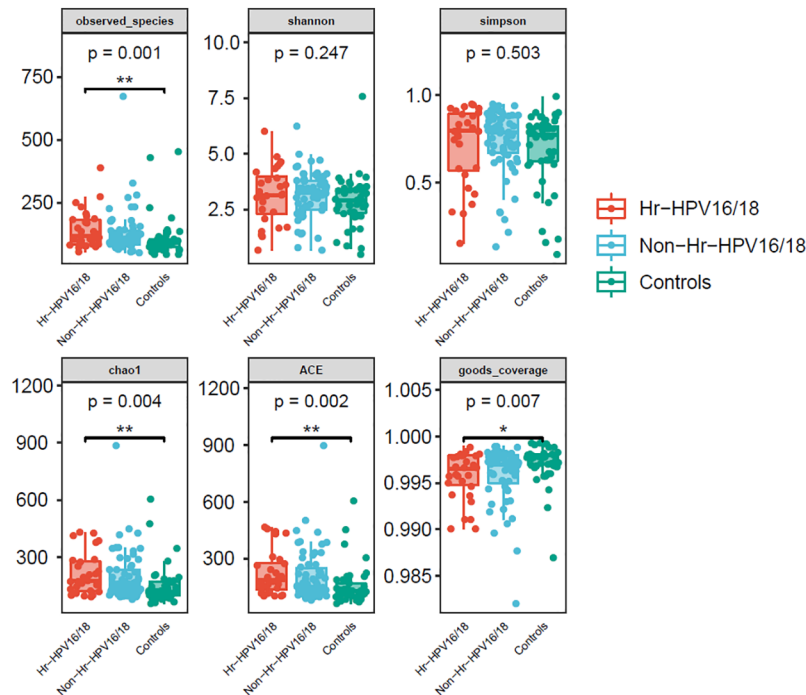 observed_species
p = 0.001
**
750
500
250
Hr-HPV16/18
Non-Hr-HPV16/18
Controls
shannon
p = 0.247
10.0
7.5
5.0
2.5
Hr-HPV16/18
Non-Hr-HPV16/18
Controls
simpson
p = 0.503
1.0
0.5
Hr-HPV16/18
Non-Hr-HPV16/18
Controls
Hr-HPV16/18
Non-Hr-HPV16/18
Controls
chao1
p = 0.004
**
1200
900
600
300
Hr-HPV16/18
Non-Hr-HPV16/18
Controls
ACE
p = 0.002
**
1200
900
600
300
Hr-HPV16/18
Non-Hr-HPV16/18
Controls
goods_coverage
p = 0.007
*
1.005
1.000
0.995
0.990
0.985
Hr-HPV16/18
Non-Hr-HPV16/18
Controls